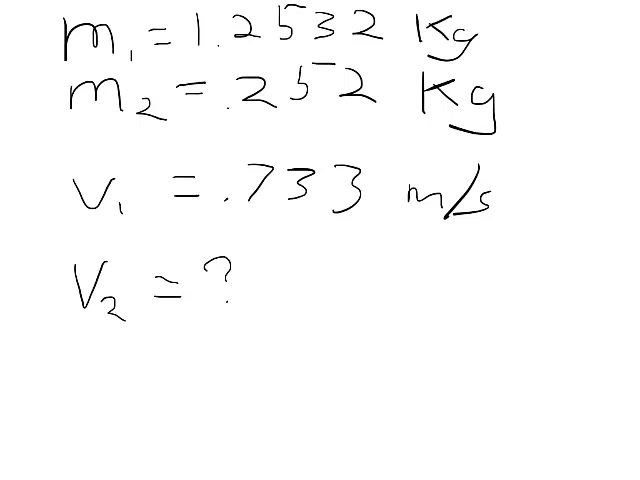 m₁ = 1.2532 Kg
m₂ = .252 Kg
v₁ = .733 m/s
V₂ = ?